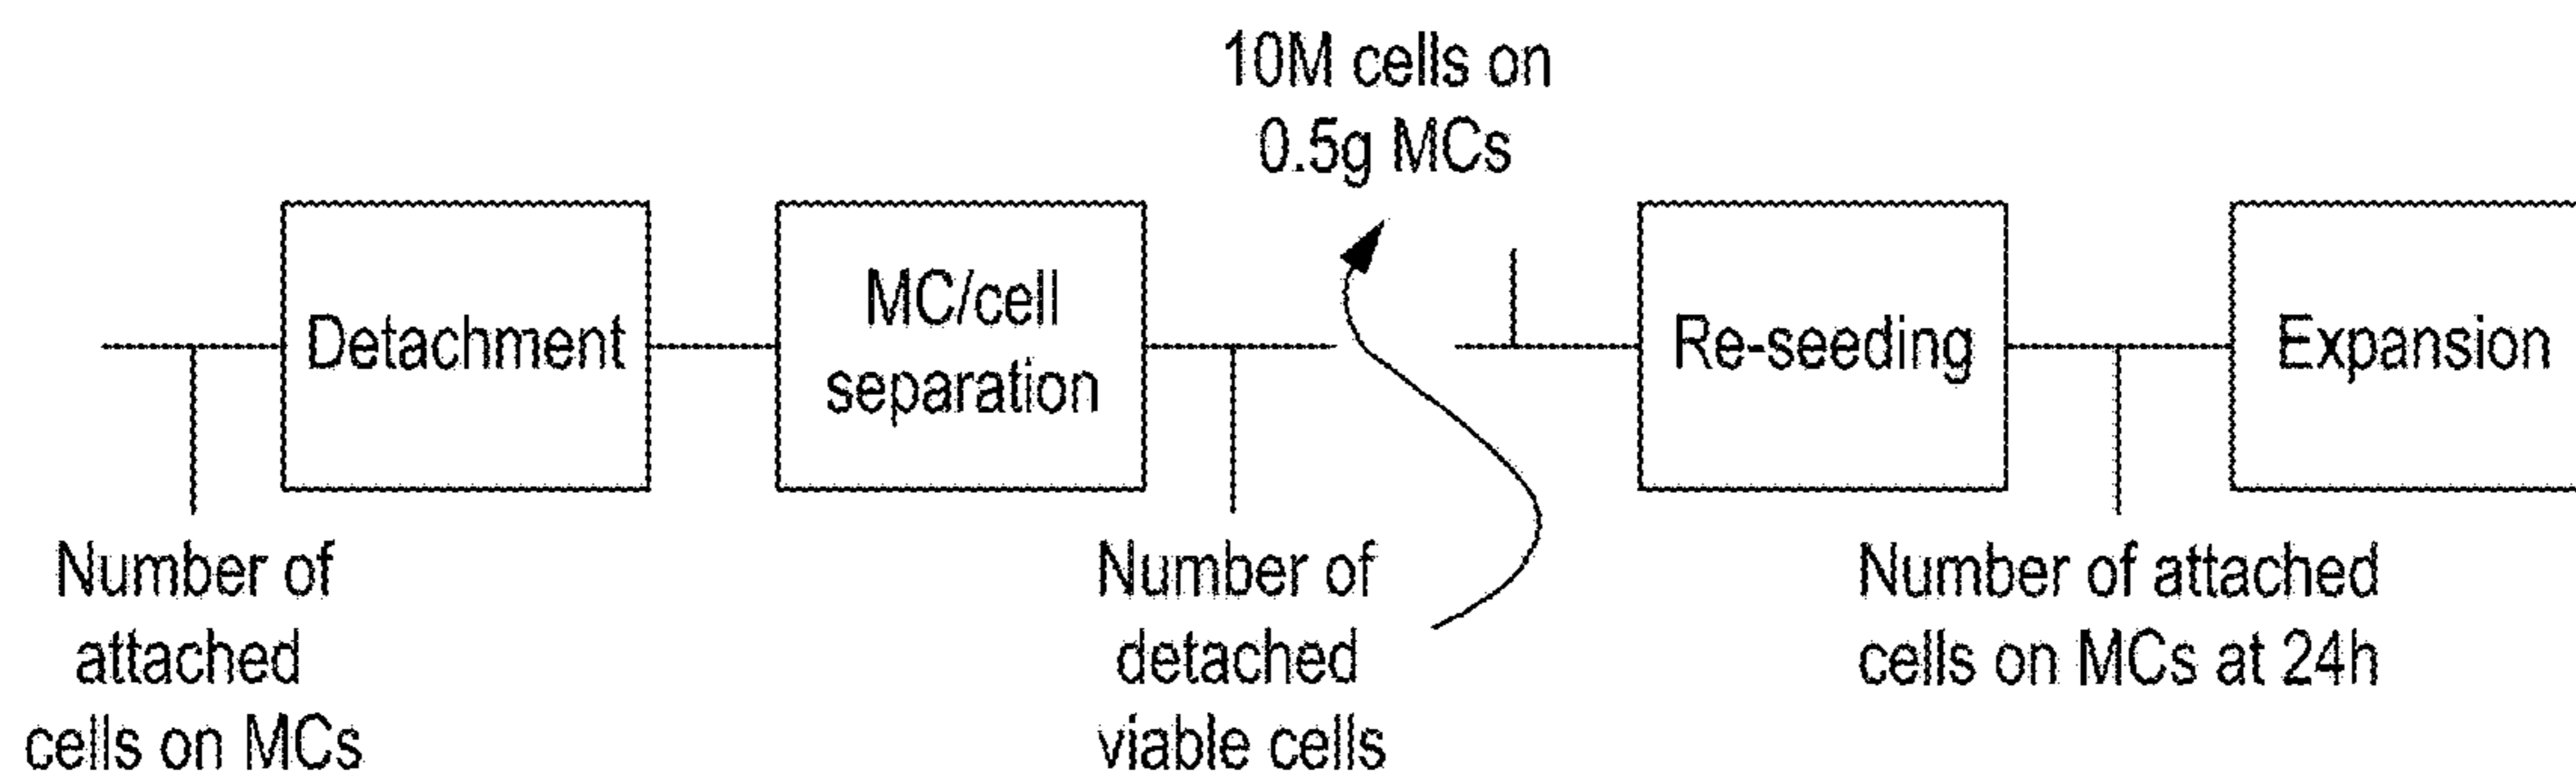 10M cells on
0.5g MCs
Detachment
MC/cell
separation
Re-seeding
Expansion
Number of
attached
cells on MCs
Number of
detached
viable cells
Number of attached
cells on MCs at 24h